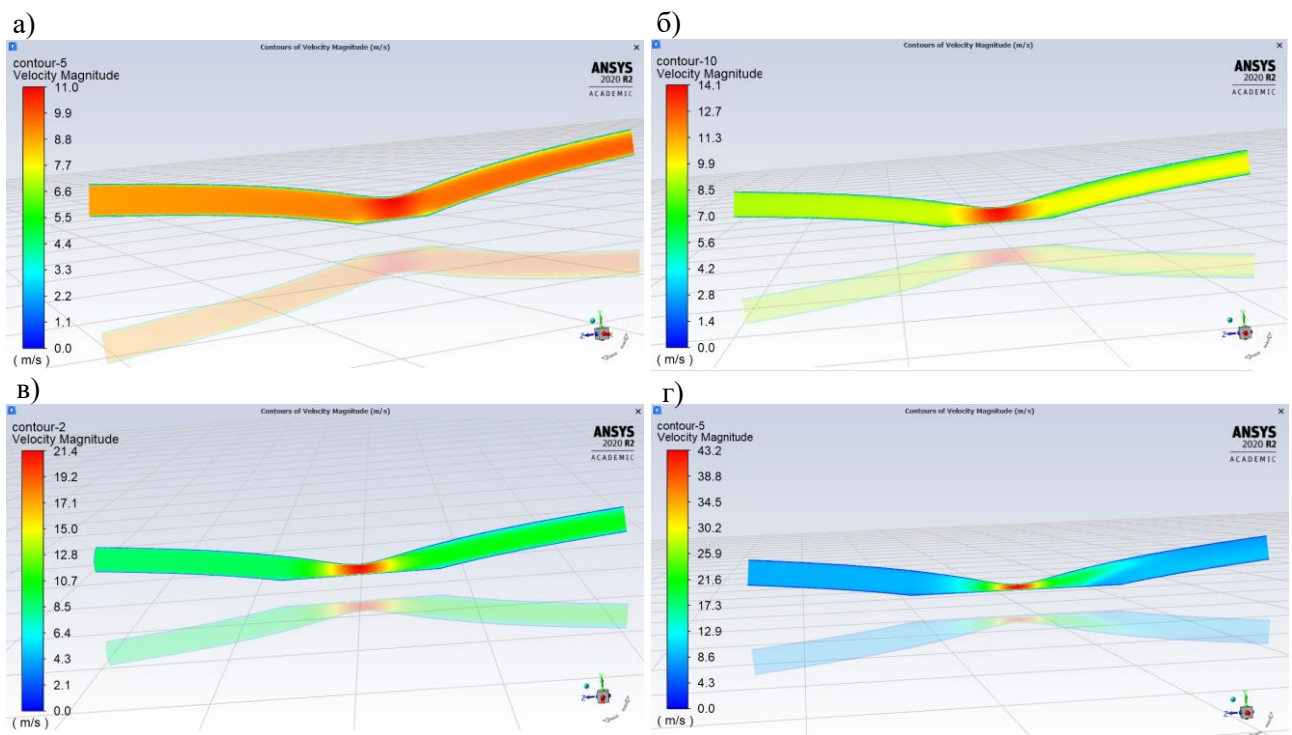 а)
Contours of Velocity Magnitude (m/s)
contour-5
Velocity Magnitude
11.0
9.9
8.8
7.7
6.6
5.5
4.4
3.3
2.2
1.1
0.0
( m/s )
ANSYS
2020 R2
ACADEMIC
Y
Z
б)
Contours of Velocity Magnitude (m/s)
contour-10
Velocity Magnitude
14.1
12.7
11.3
9.9
8.5
7.0
5.6
4.2
2.8
1.4
0.0
( m/s )
ANSYS
2020 R2
ACADEMIC
Y
Z
в)
Contours of Velocity Magnitude (m/s)
contour-2
Velocity Magnitude
21.4
19.2
17.1
15.0
12.8
10.7
8.5
6.4
4.3
2.1
0.0
( m/s )
ANSYS
2020 R2
ACADEMIC
Y
Z
г)
Contours of Velocity Magnitude (m/s)
contour-5
Velocity Magnitude
43.2
38.8
34.5
30.2
25.9
21.6
17.3
12.9
8.6
4.3
0.0
( m/s )
ANSYS
2020 R2
ACADEMIC
Y
Z